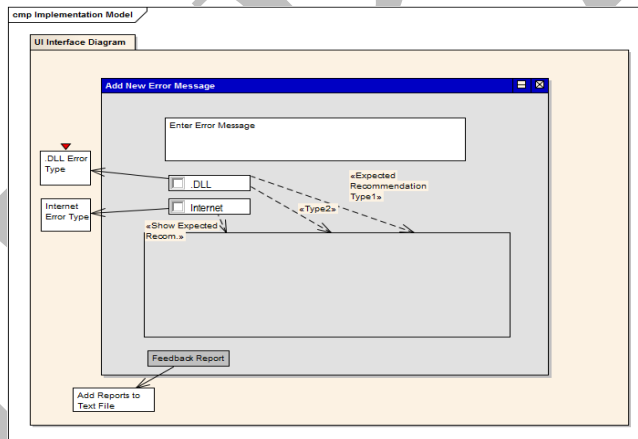 cmp Implementation Model
UI Interface Diagram
Add New Error Message
Enter Error Message
.DLL Error
Type
.DLL
«Expected
Recommendation
Type1»
Internet
Error Type
Internet
«Type2»
«Show Expected
Recom.»
Feedback Report
Add Reports to
Text File